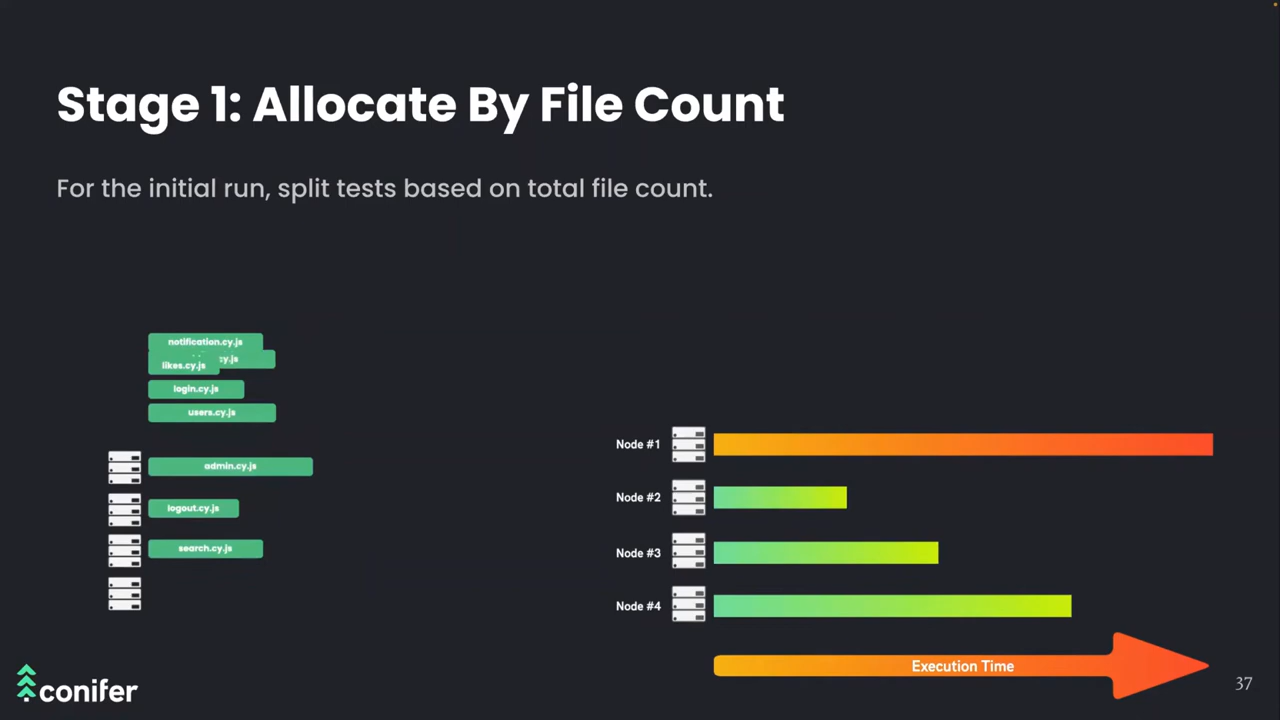 Stage 1: Allocate By File Count
For the initial run, split tests based on total file count.
notification.cy.js
cy.js
likes.cy.js
login.cy.js
users.cy.js
admin.cy.js
logout.cy.js
search.cy.js
Node #1
Node #2
Node #3
Node #4
Execution Time
conifer
37